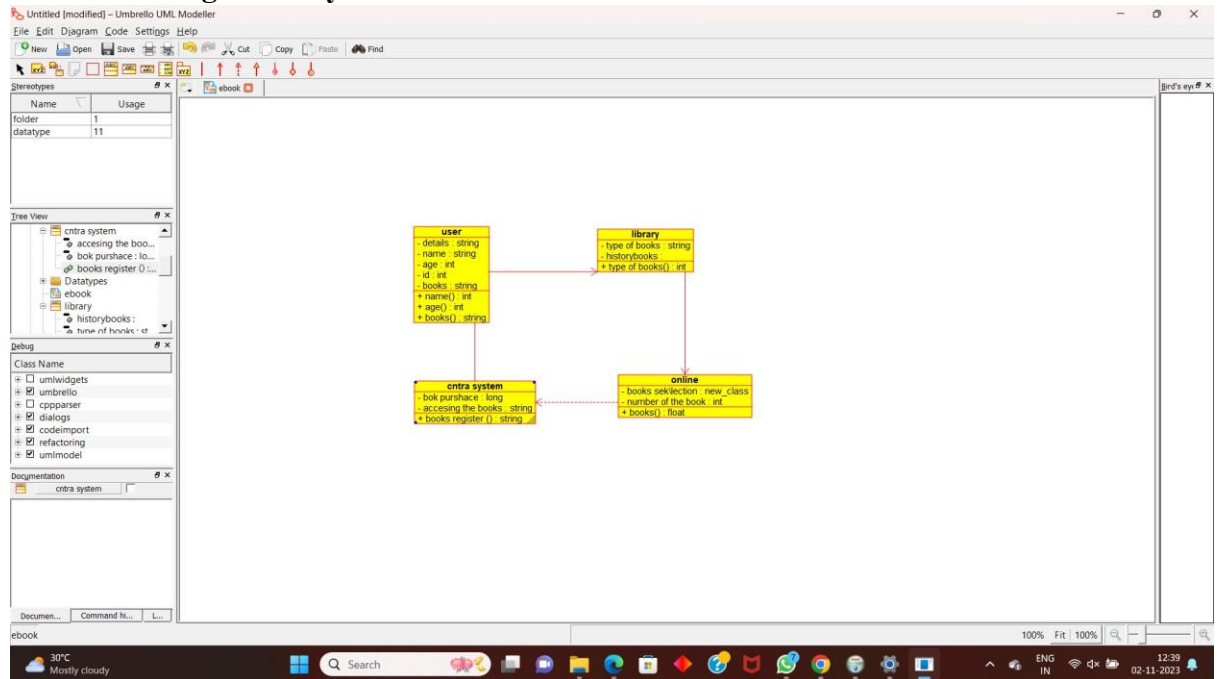 Untitled [modified] – Umbrello UML Modeller
File Edit Diagram Code Settings Help
New Open Save Cut Copy Paste Find
Stereotypes
Name Usage
folder 1
datatype 11
Tree View
cntra system
accesing the boo...
bok purshace : lo...
books register () :...
Datatypes
ebook
library
historybooks :
type of books : st
Debug
Class Name
umlwidgets
umbrello
cppparser
dialogs
codeimport
refactoring
umlmodel
Documentation
cntra system
Documen... Command hi... L...
ebook
Bird's eye
user
- details : string
- name : string
- age : int
- id : int
- books : string
+ name() : int
+ age() : int
+ books() : string
library
- type of books : string
- historybooks :
+ type of books() : int
cntra system
- bok purshace : long
- accesing the books : string
+ books register () : string
online
- books sek\lection : new_class
- number of the book : int
+ books() : float
ebook
100% Fit 100%
30°C
Mostly cloudy
Search
ENG
IN
12:39
02-11-2023